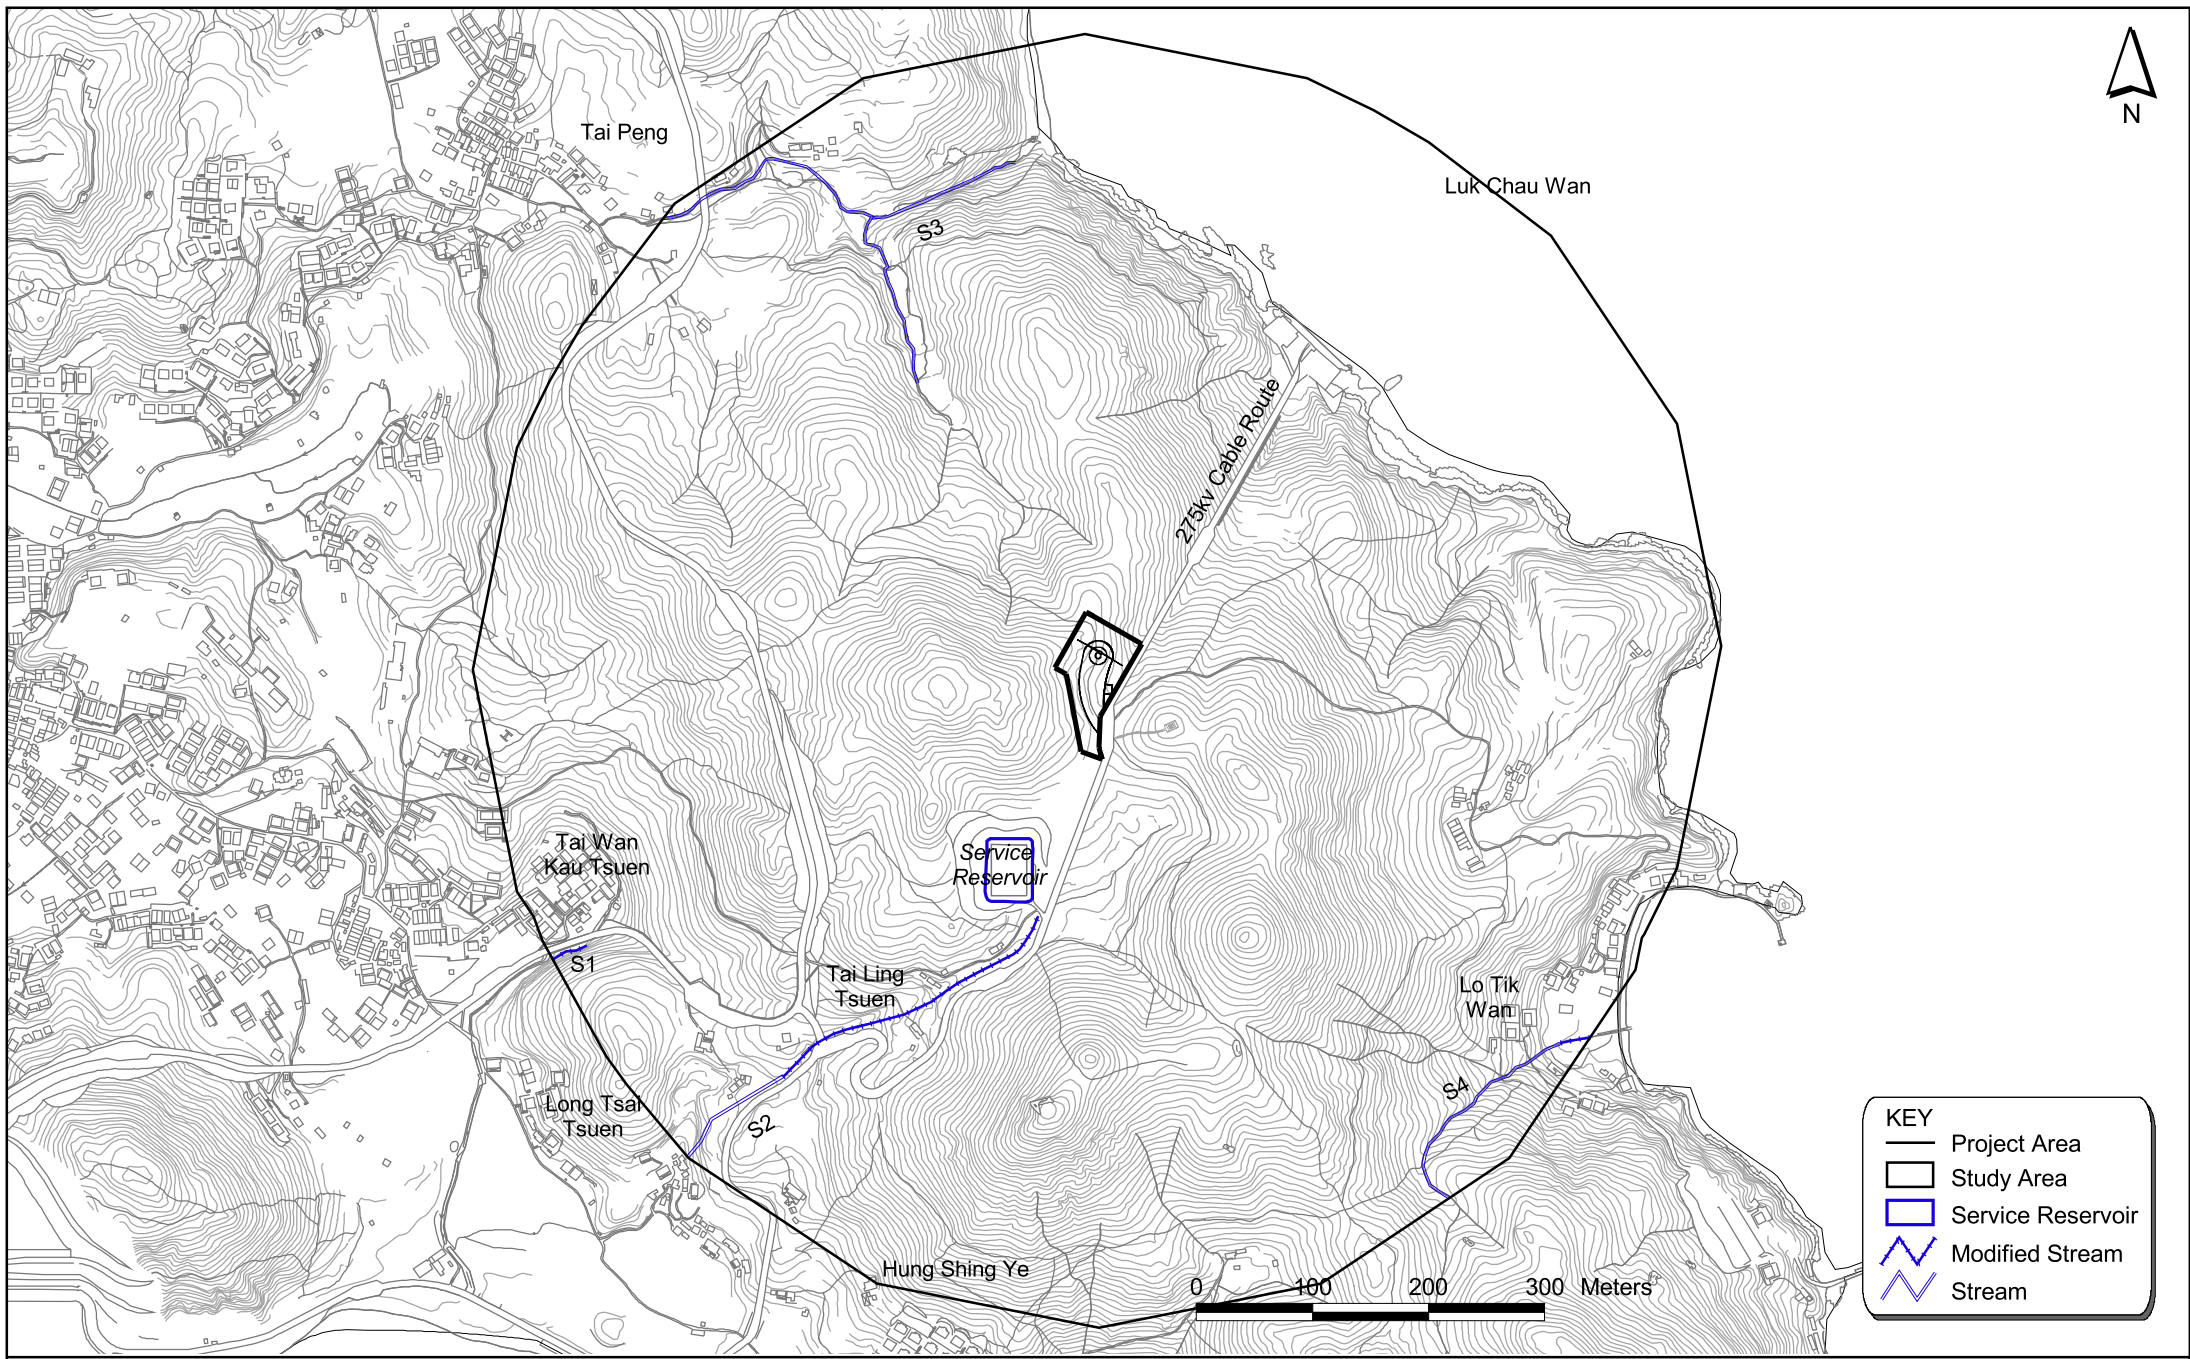 N
Tai Peng
Luk Chau Wan
S3
275kv Cable Route
H
Tai Wan
Kau Tsuen
Service
Reservoir
S1
Tai Ling
Tsuen
Lo Tik
Wan
S4
Long Tsai
Tsuen
S2
Hung Shing Ye
0 100 200 300 Meters
KEY
Project Area
Study Area
Service Reservoir
Modified Stream
Stream